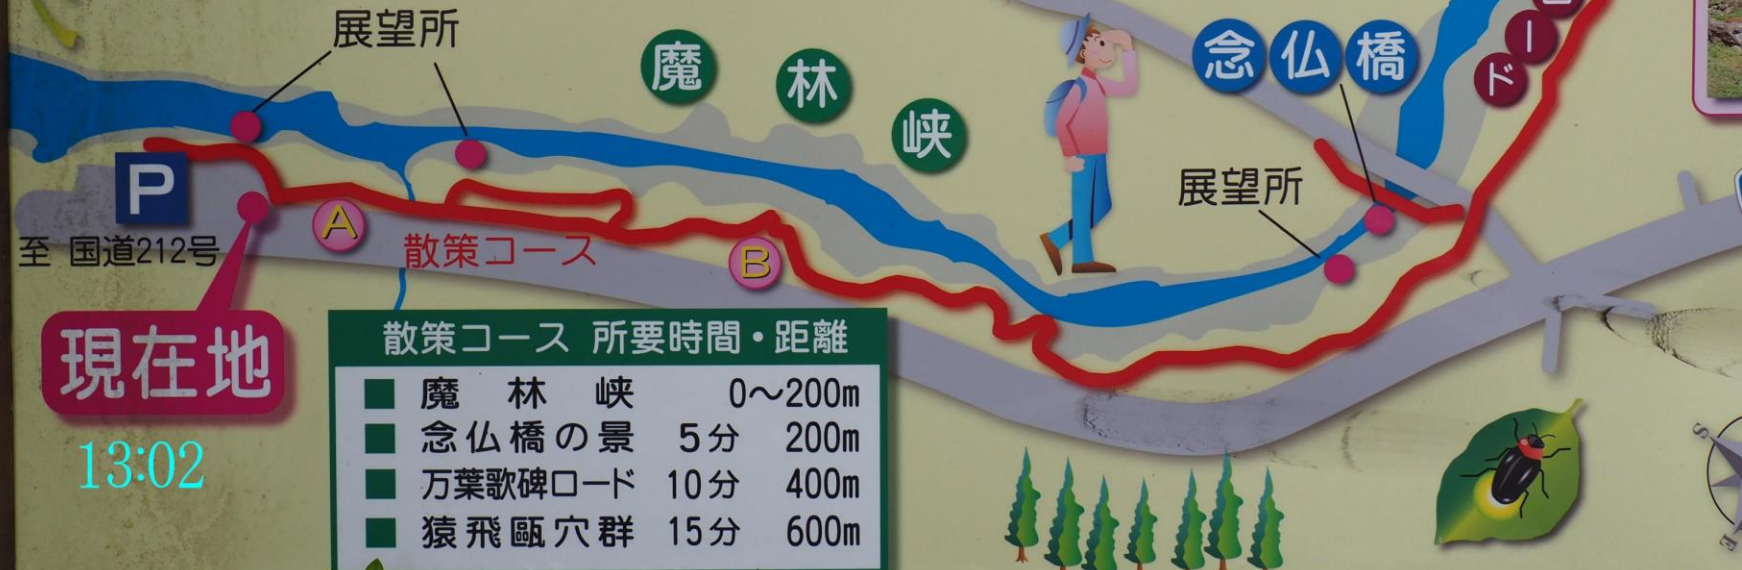 展望所
魔林峡
念仏橋
ロード
展望所
P
A
B
至 国道212号
散策コース
現在地
13:02
散策コース 所要時間・距離
■ 魔林峡 0〜200m
■ 念仏橋の景 5分 200m
■ 万葉歌碑ロード 10分 400m
■ 猿飛甌穴群 15分 600m
S
E